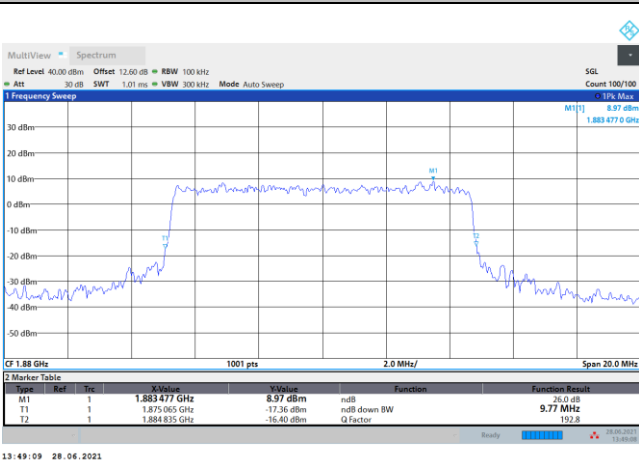 MultiView Spectrum
Ref Level 40.00 dBm Offset 12.60 dB RBW 100 kHz SGL
Att 30 dB SWT 1.01 ms VBW 300 kHz Mode Auto Sweep Count 100/100
1 Frequency Sweep 1Pk Max
M1[1] 8.97 dBm
1.883 477 0 GHz
30 dBm
20 dBm
M1
10 dBm
0 dBm
-10 dBm
T1 T2
-20 dBm
-30 dBm
-40 dBm
-50 dBm
CF 1.88 GHz 1001 pts 2.0 MHz/ Span 20.0 MHz
2 Marker Table
Type Ref Trc X-Value Y-Value Function Function Result
M1 1 1.883 477 GHz 8.97 dBm ndB 26.0 dB
T1 1 1.875 065 GHz -17.36 dBm ndB down BW 9.77 MHz
T2 1 1.884 835 GHz -16.40 dBm Q Factor 192.8
Ready 28.06.2021
13:49:08
13:49:09 28.06.2021